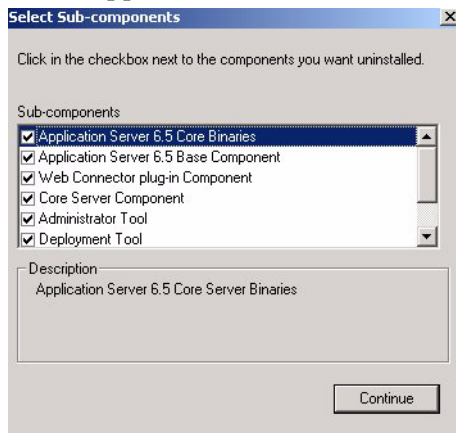 Select Sub-components
Click in the checkbox next to the components you want uninstalled.
Sub-components
Application Server 6.5 Core Binaries
Application Server 6.5 Base Component
Web Connector plug-in Component
Core Server Component
Administrator Tool
Deployment Tool
Description
Application Server 6.5 Core Server Binaries
Continue